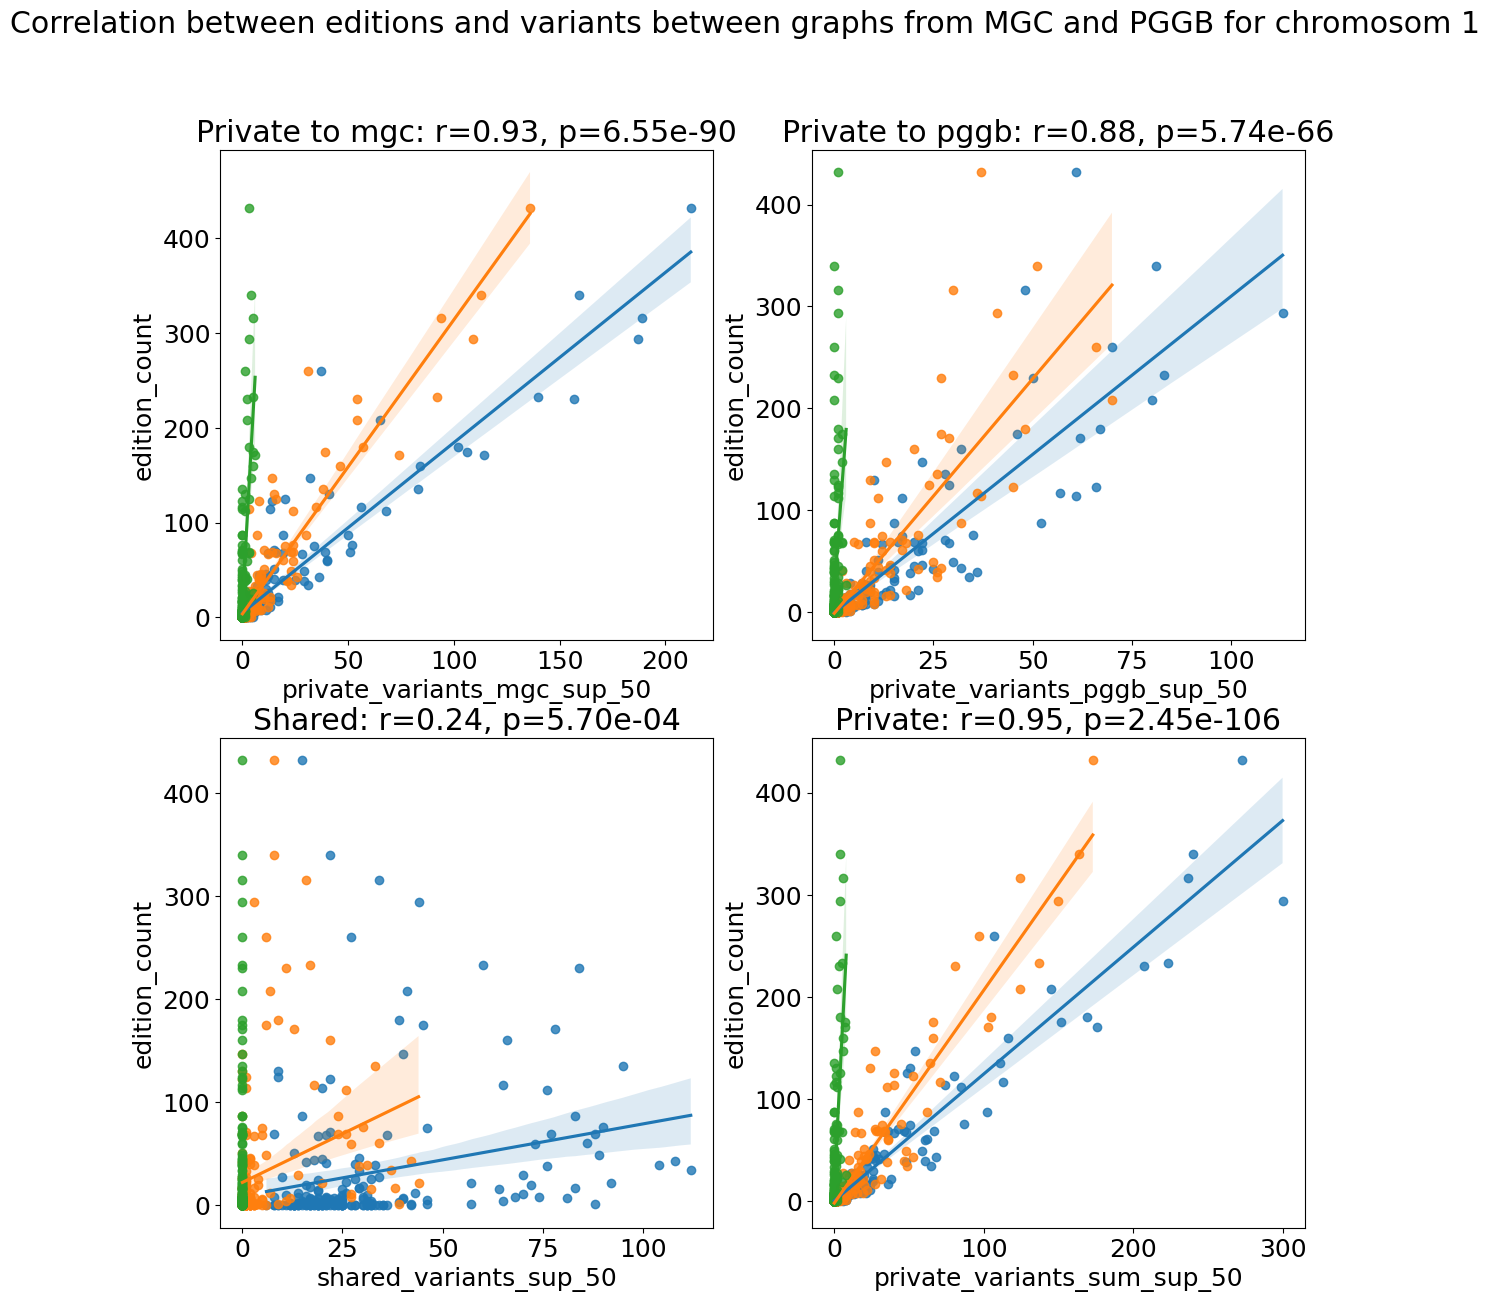 Correlation between editions and variants between graphs from MGC and PGGB for chromosom 1
Private to mgc: r=0.93, p=6.55e-90
edition_count
400
300
200
100
0
0 50 100 150 200
private_variants_mgc_sup_50
Private to pggb: r=0.88, p=5.74e-66
edition_count
400
300
200
100
0
0 25 50 75 100
private_variants_pggb_sup_50
Shared: r=0.24, p=5.70e-04
edition_count
400
300
200
100
0
0 25 50 75 100
shared_variants_sup_50
Private: r=0.95, p=2.45e-106
edition_count
400
300
200
100
0
0 100 200 300
private_variants_sum_sup_50